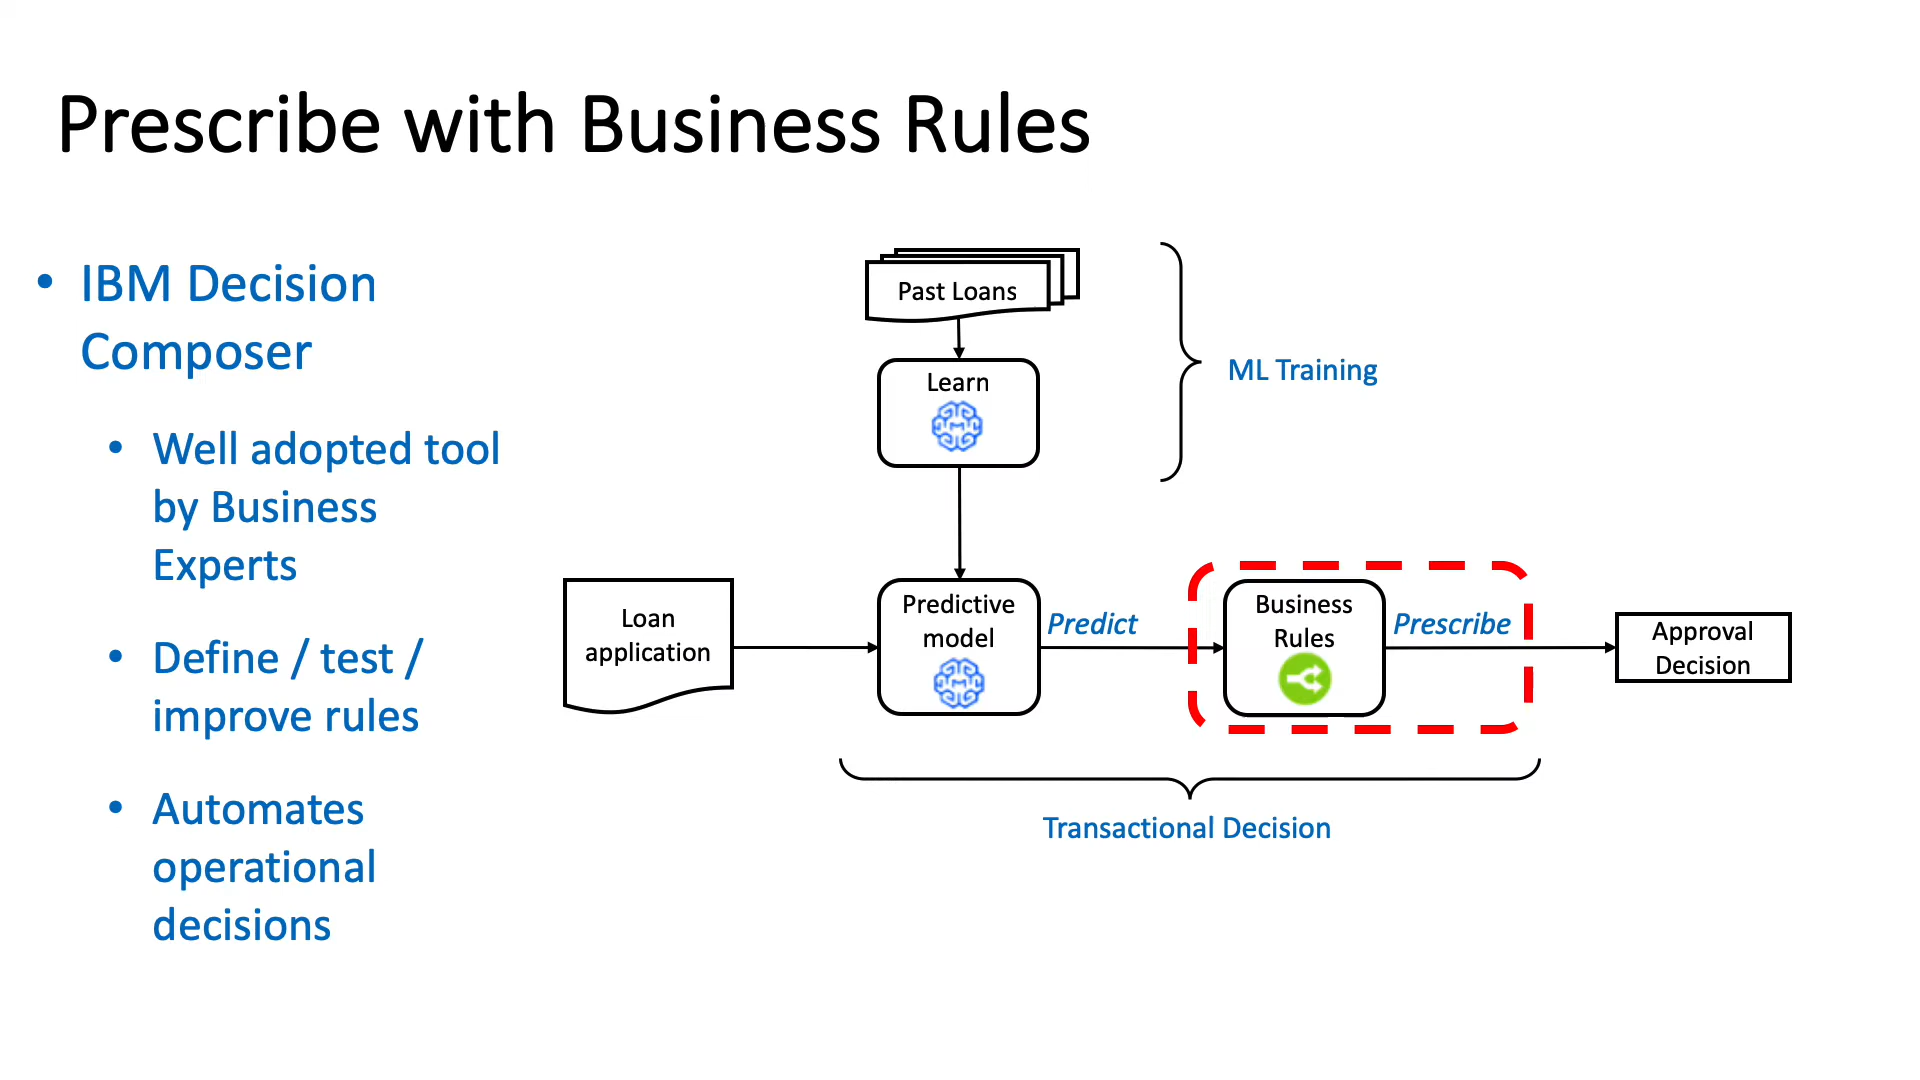 Prescribe with Business Rules
• IBM Decision
Composer
• Well adopted tool
by Business
Experts
• Define / test /
improve rules
• Automates
operational
decisions
Past Loans
Learn
ML Training
Loan
application
Predictive
model
Predict
Business
Rules
Prescribe
Approval
Decision
Transactional Decision